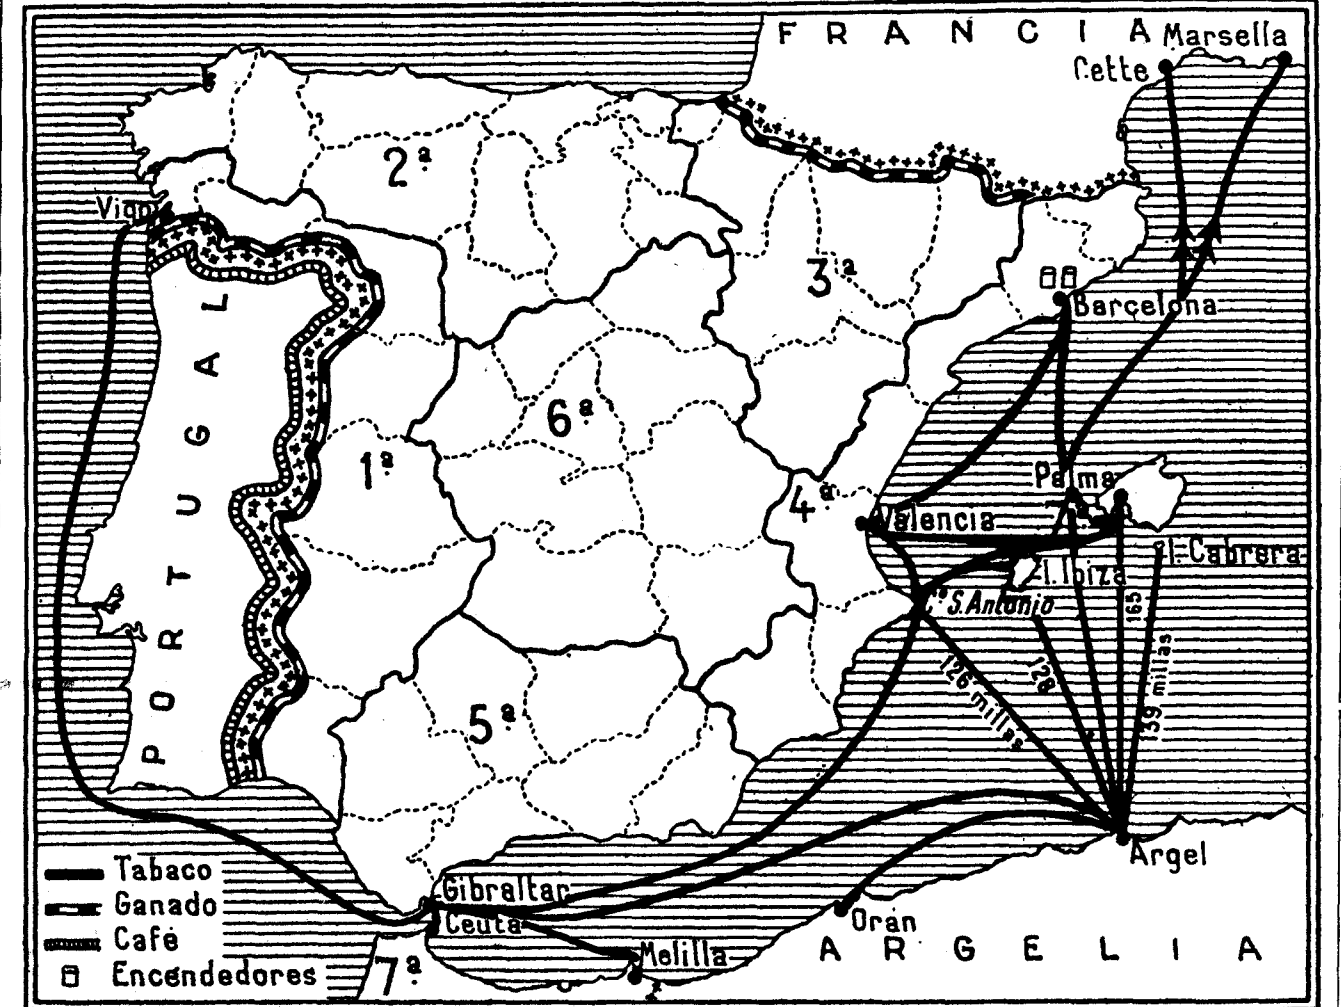 FRANCIA
Marsella
Cette
2ª
Vigo
3ª
Barcelona
PORTUGAL
6ª
1ª
Palma
4ª
Valencia
I. Cabrera
I. Ibiza
Cº S. Antonio
165
126 millas
128
139 millas
5ª
Argel
Tabaco
Ganado
Café
Encendedores
Gibraltar
Ceuta
Orán
Melilla
ARGELIA
7ª